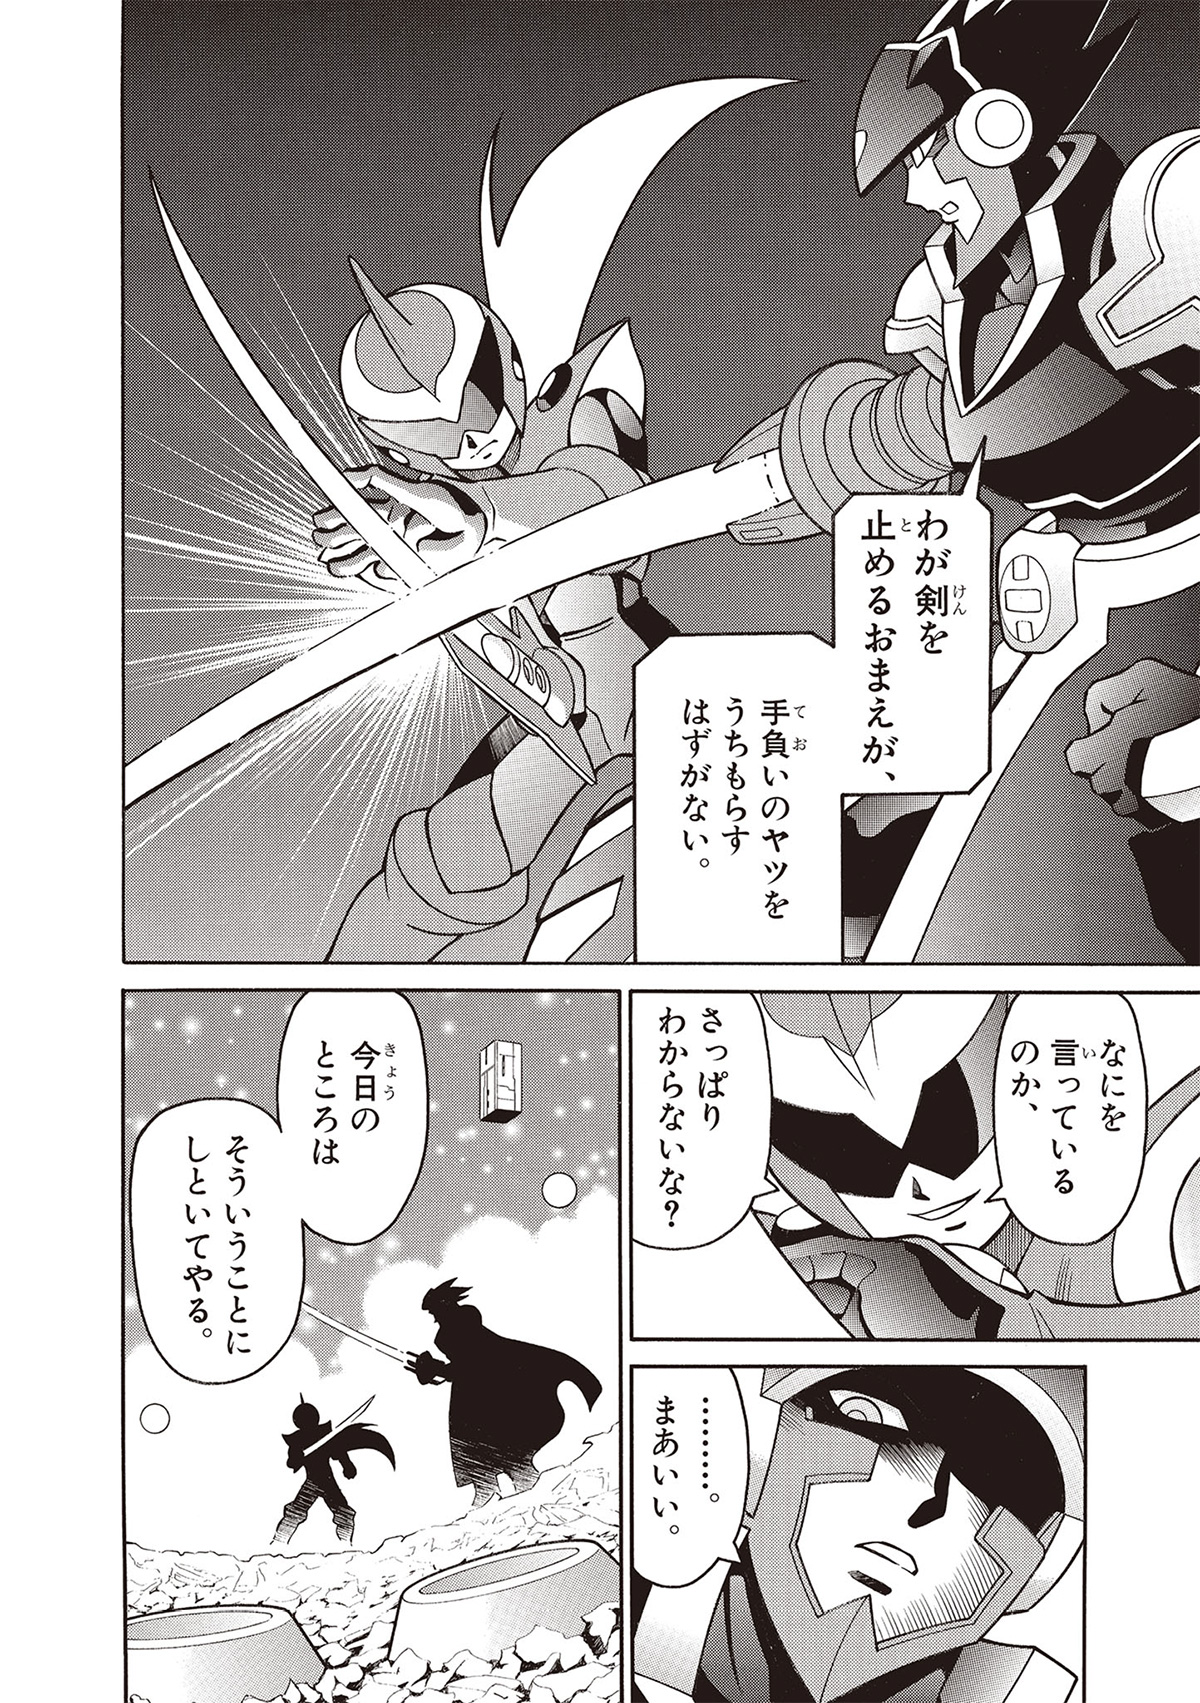 わが剣を
止めるおまえが、
手負いのヤツを
うちもらす
はずがない。
なにを
言っている
のか、
さっぱり
わからないな？
………。
まあいい。
今日の
ところは
そういうことに
しといてやる。